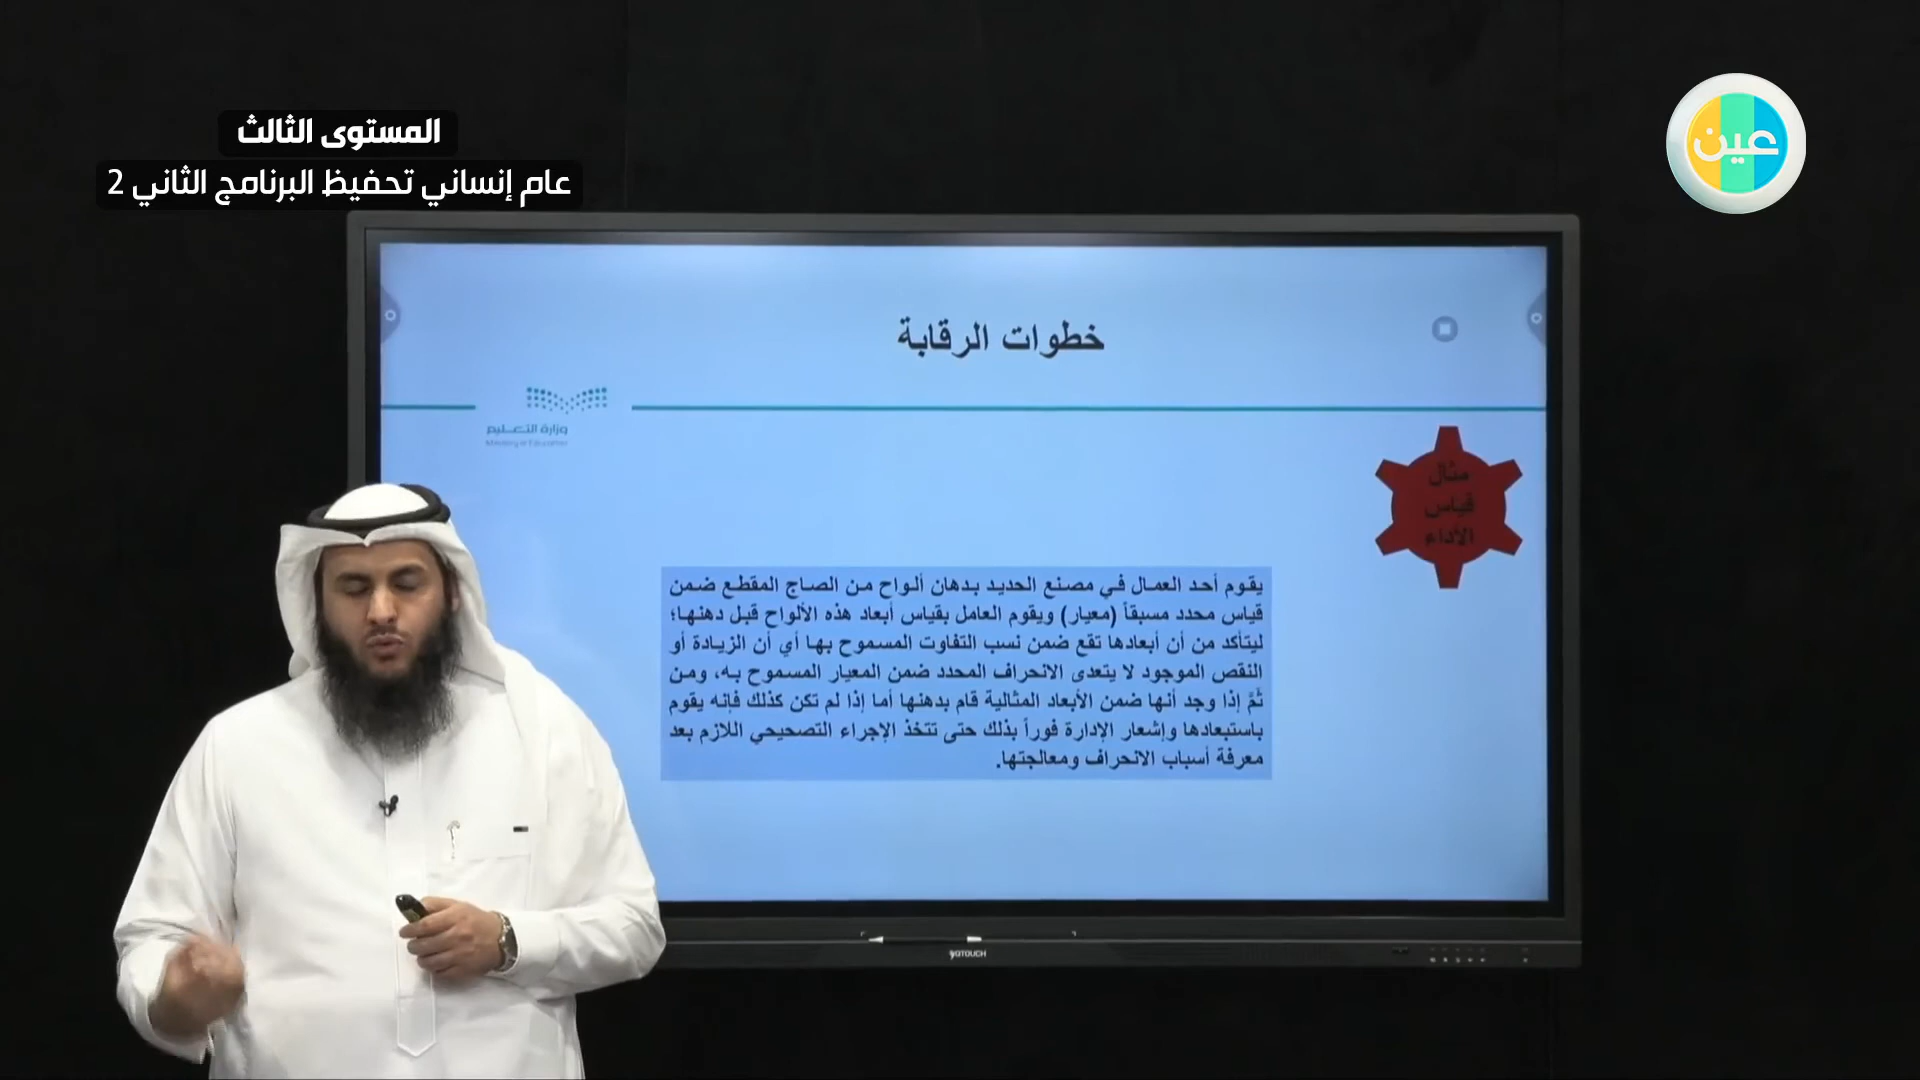 المستوى الثالث
عام إنساني تحفيظ البرنامج الثاني 2
عين
خطوات الرقابة
وزارة التعليم
Ministry of Education
مثال
قياس
الأداء
يقوم أحد العمال في مصنع الحديد بدهان ألواح من الصاج المقطع ضمن
قياس محدد مسبقاً (معيار) ويقوم العامل بقياس أبعاد هذه الألواح قبل دهنها؛
ليتأكد من أن أبعادها تقع ضمن نسب التفاوت المسموح بها أي أن الزيادة أو
النقص الموجود لا يتعدى الانحراف المحدد ضمن المعيار المسموح به، ومن
ثَمَّ إذا وجد أنها ضمن الأبعاد المثالية قام بدهنها أما إذا لم تكن كذلك فإنه يقوم
باستبعادها وإشعار الإدارة فوراً بذلك حتى تتخذ الإجراء التصحيحي اللازم بعد
معرفة أسباب الانحراف ومعالجتها.